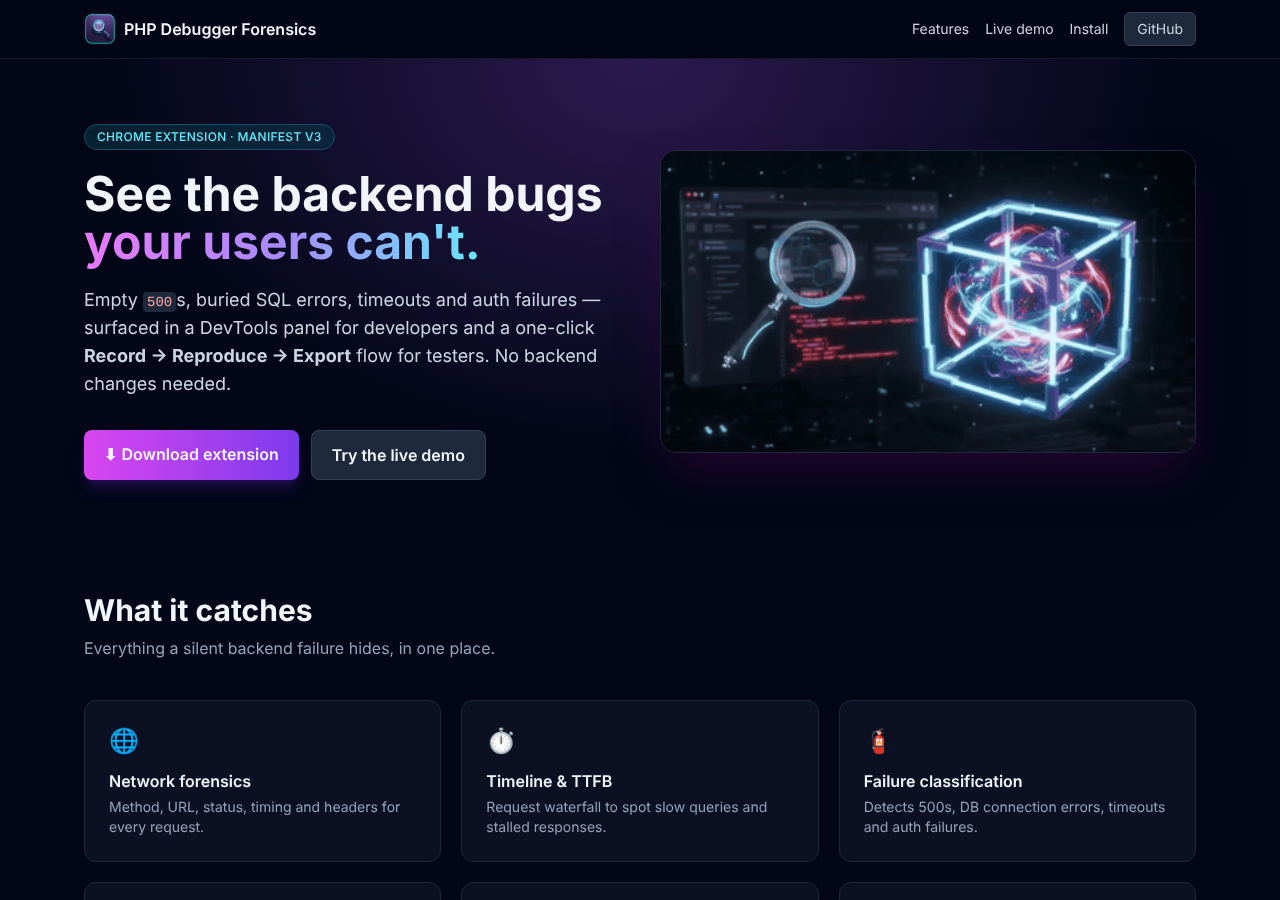 PHP Debugger Forensics
Features
Live demo
Install
GitHub
CHROME EXTENSION · MANIFEST V3
See the backend bugs
your users can't.
Empty 500s, buried SQL errors, timeouts and auth failures —
surfaced in a DevTools panel for developers and a one-click
Record → Reproduce → Export flow for testers. No backend
changes needed.
⬇ Download extension
Try the live demo
What it catches
Everything a silent backend failure hides, in one place.
Network forensics
Method, URL, status, timing and headers for
every request.
Timeline & TTFB
Request waterfall to spot slow queries and
stalled responses.
Failure classification
Detects 500s, DB connection errors, timeouts
and auth failures.